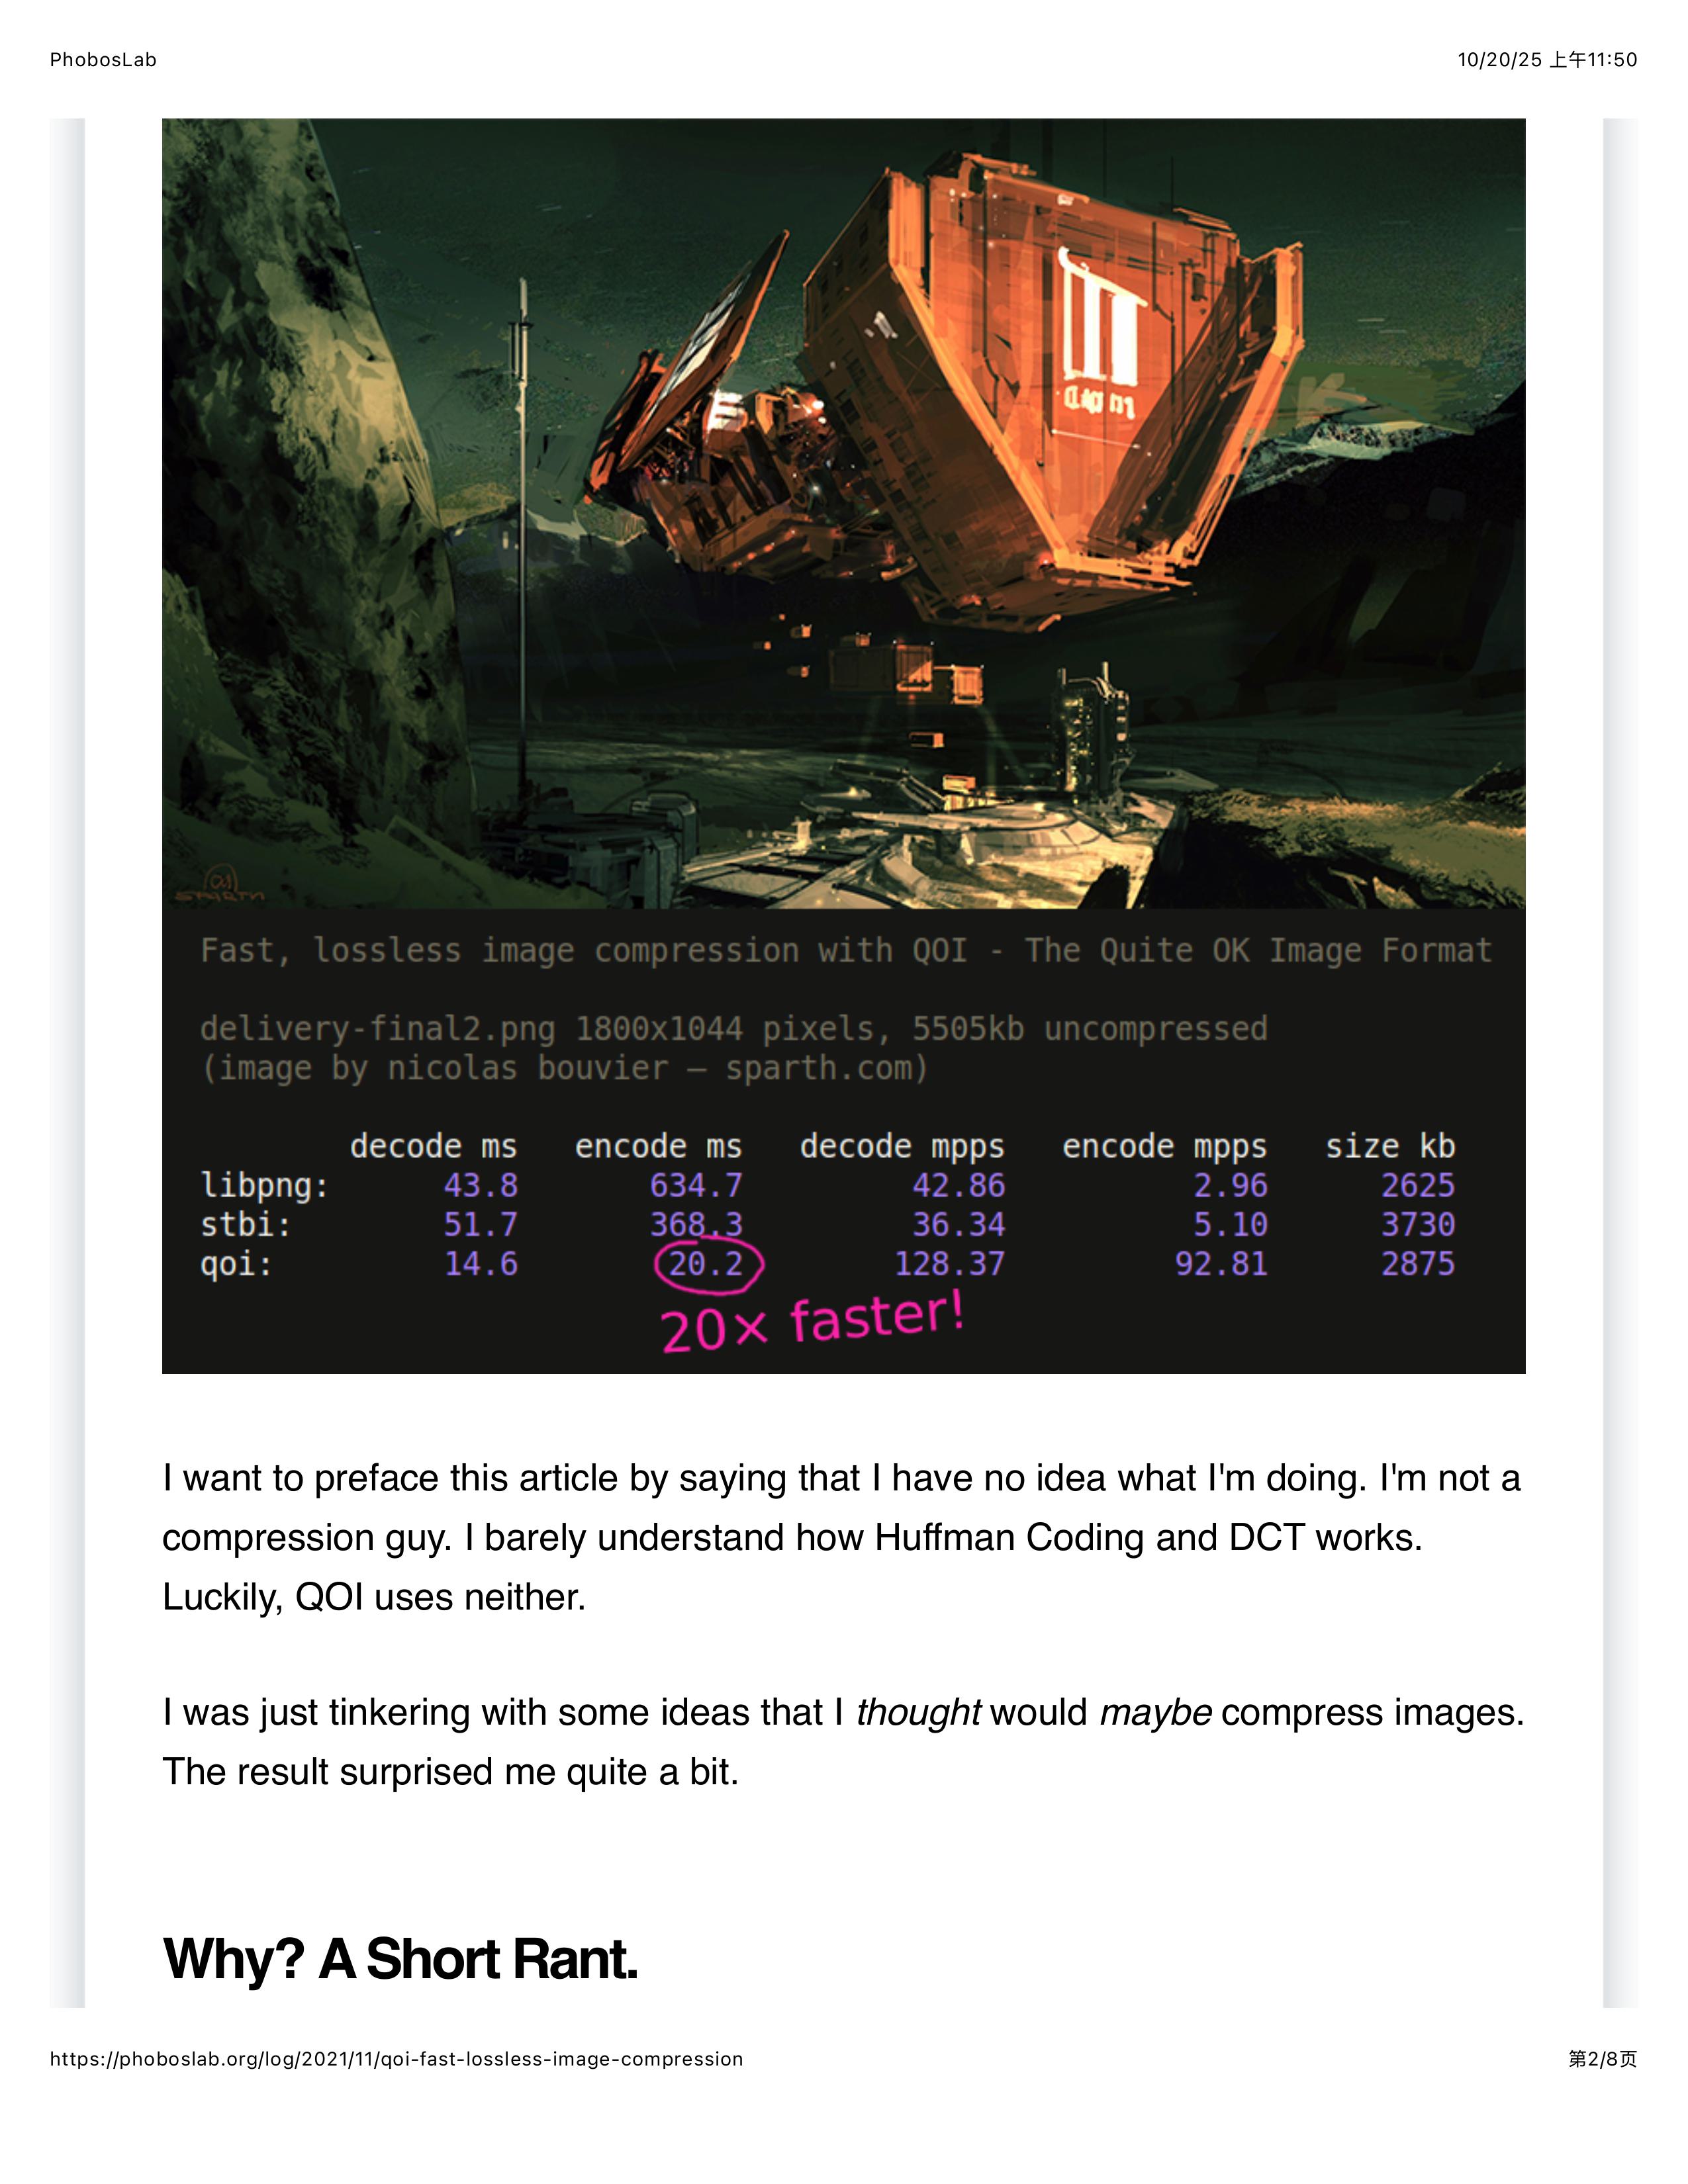 PhobosLab
10/20/25 上午11:50
SPARTH
Fast, lossless image compression with QOI - The Quite OK Image Format
delivery-final2.png 1800x1044 pixels, 5505kb uncompressed
(image by nicolas bouvier — sparth.com)
decode ms encode ms decode mpps encode mpps size kb
libpng: 43.8 634.7 42.86 2.96 2625
stbi: 51.7 368.3 36.34 5.10 3730
qoi: 14.6 20.2 128.37 92.81 2875
20× faster!
I want to preface this article by saying that I have no idea what I'm doing. I'm not a
compression guy. I barely understand how Huffman Coding and DCT works.
Luckily, QOI uses neither.
I was just tinkering with some ideas that I thought would maybe compress images.
The result surprised me quite a bit.
Why? A Short Rant.
https://phoboslab.org/log/2021/11/qoi-fast-lossless-image-compression
第2/8页